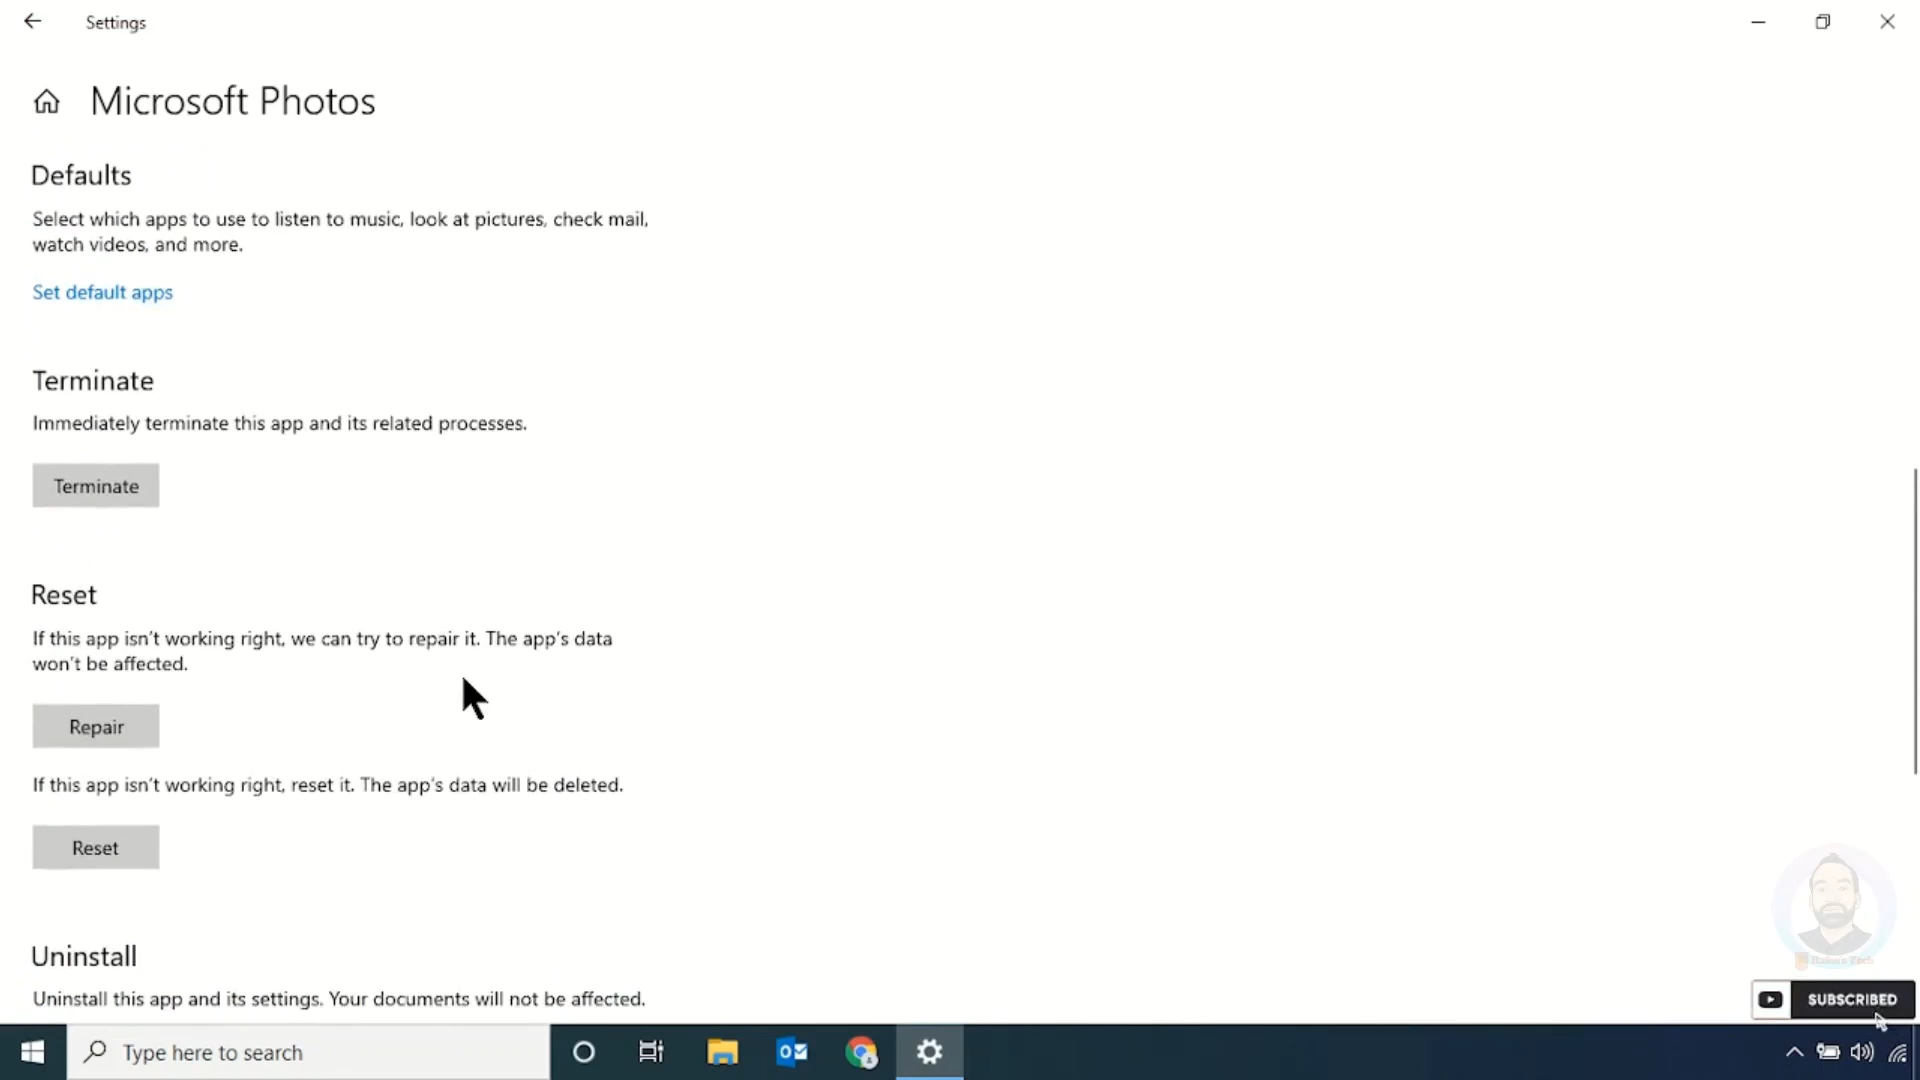 Settings
Microsoft Photos
Defaults
Select which apps to use to listen to music, look at pictures, check mail,
watch videos, and more.
Set default apps
Terminate
Immediately terminate this app and its related processes.
Terminate
Reset
If this app isn't working right, we can try to repair it. The app's data
won't be affected.
Repair
If this app isn't working right, reset it. The app's data will be deleted.
Reset
Uninstall
Uninstall this app and its settings. Your documents will not be affected.
SUBSCRIBED
Type here to search